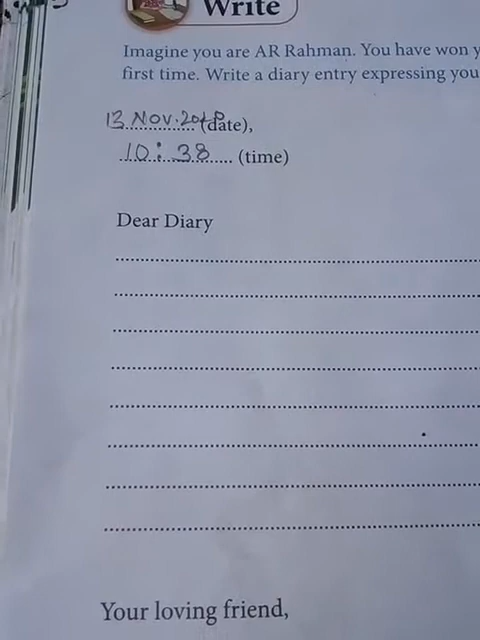 Write
Imagine you are AR Rahman. You have won
first time. Write a diary entry expressing you
13 Nov. (date),
10:38 (time)
Dear Diary
Your loving friend,